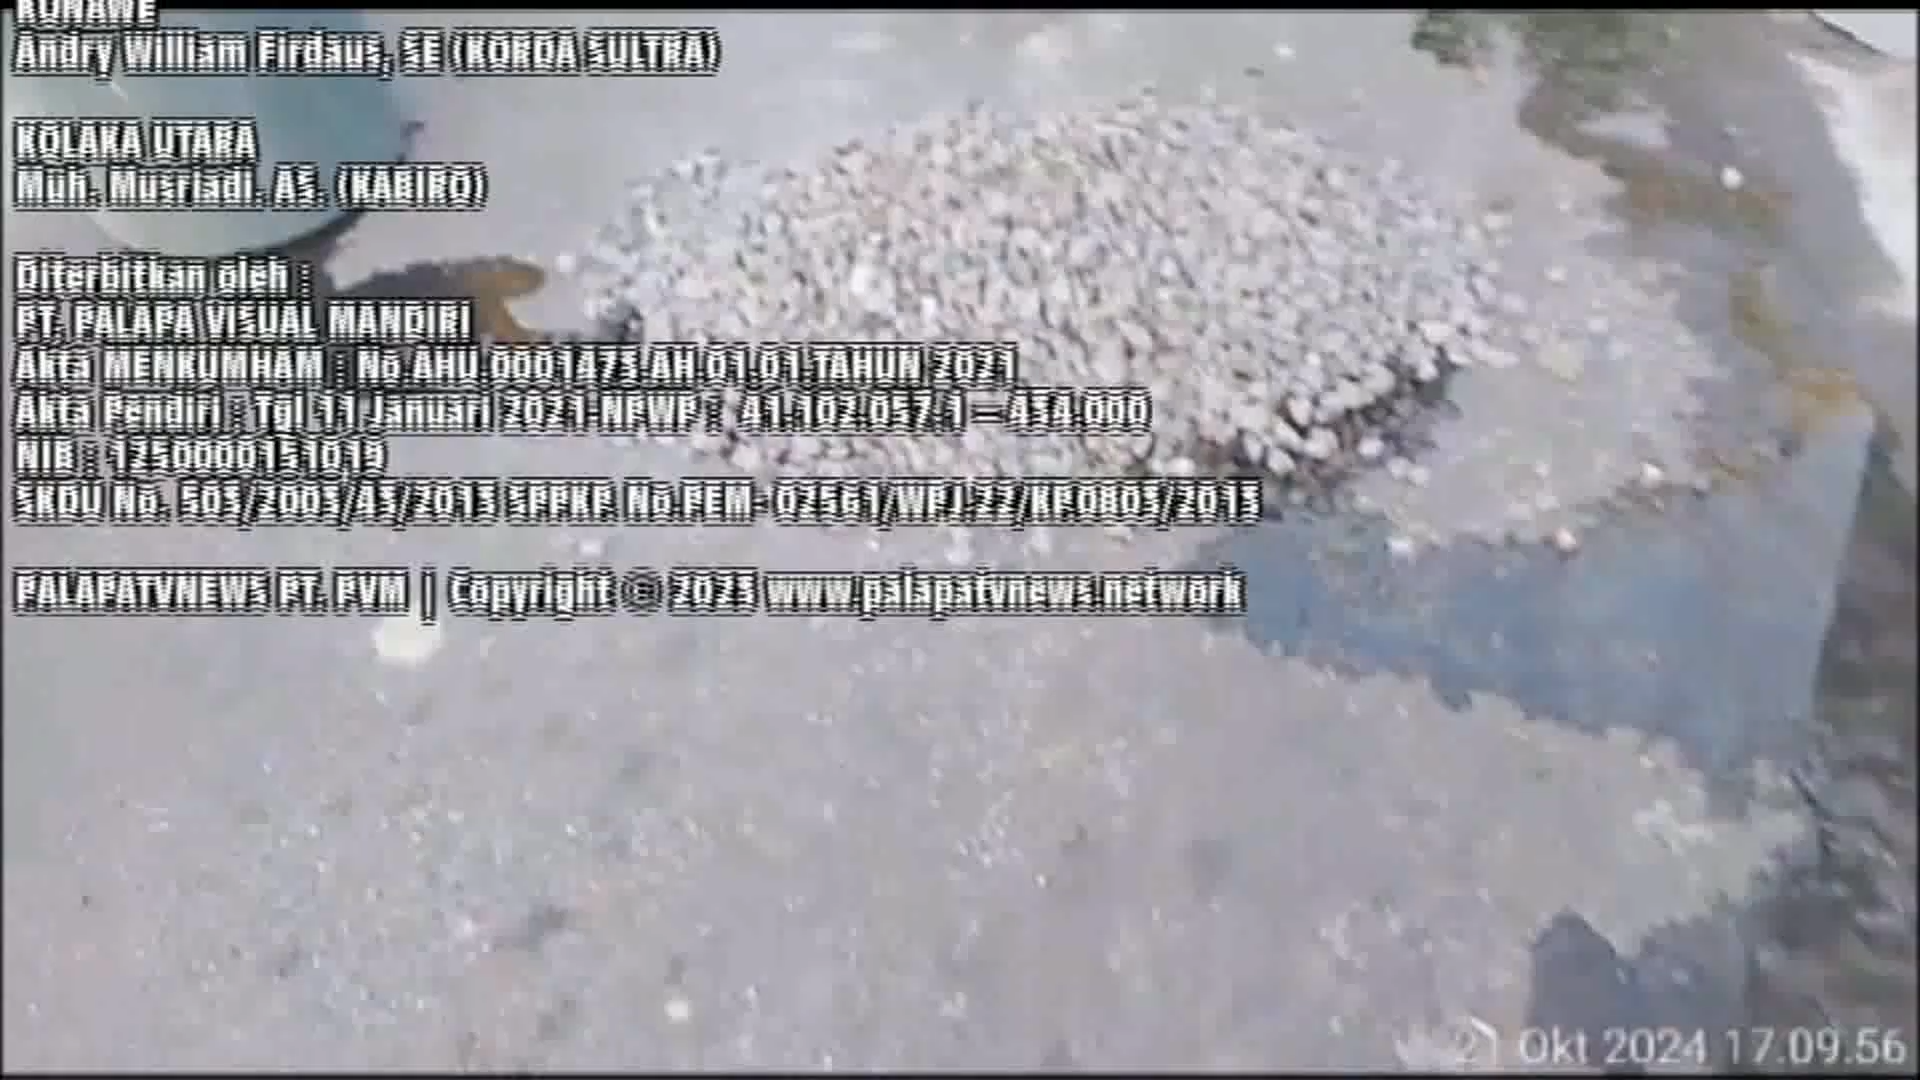 KONAWE
Andry William Firdaus, SE (KORDA SULTRA)
KOLAKA UTARA
Muh. Musriadi. AS. (KABIRO)
Diterbitkan oleh :
PT. PALAPA VISUAL MANDIRI
Akta MENKUMHAM : No.AHU.0001473.AH.01.01.TAHUN 2021
Akta Pendiri : Tgl 11 Januari 2021 NPWP : 41.102.057.1 – 434.000
NIB : 1250000151019
SKDU No. 503/2003/43/2013 SPPKP No.PEM- 02561/WPJ.22/KP.0803/2013
PALAPATVNEWS PT. PVM | Copyright © 2023 www.palapatvnews.network
21 Okt 2024 17.09.56